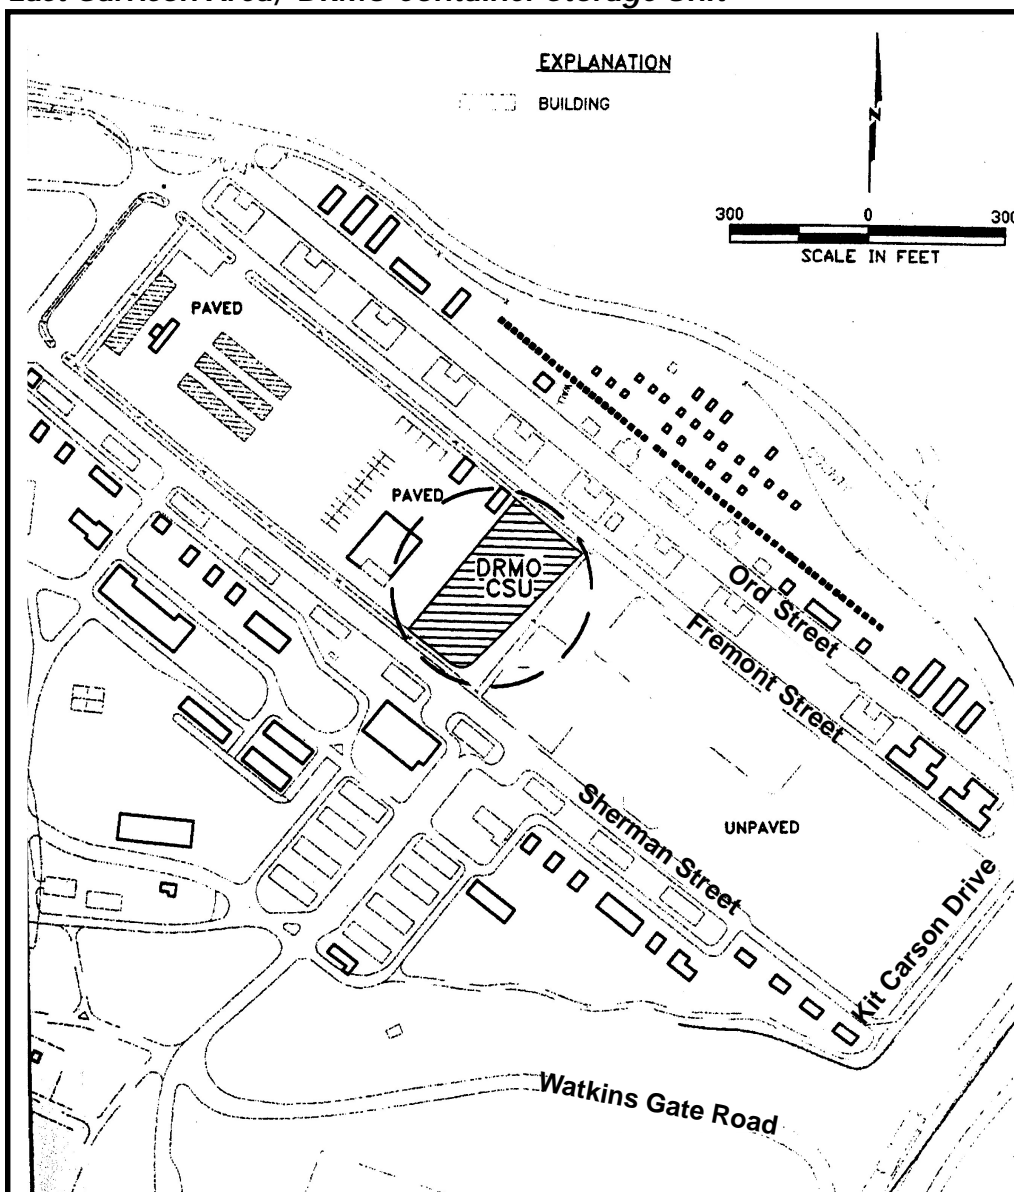 East Garrison Area, DRMO Container Storage Unit
EXPLANATION
BUILDING
N
300 0 300
SCALE IN FEET
PAVED
PAVED
DRMO
CSU
Ord Street
Fremont Street
Sherman Street
UNPAVED
Kit Carson Drive
Watkins Gate Road